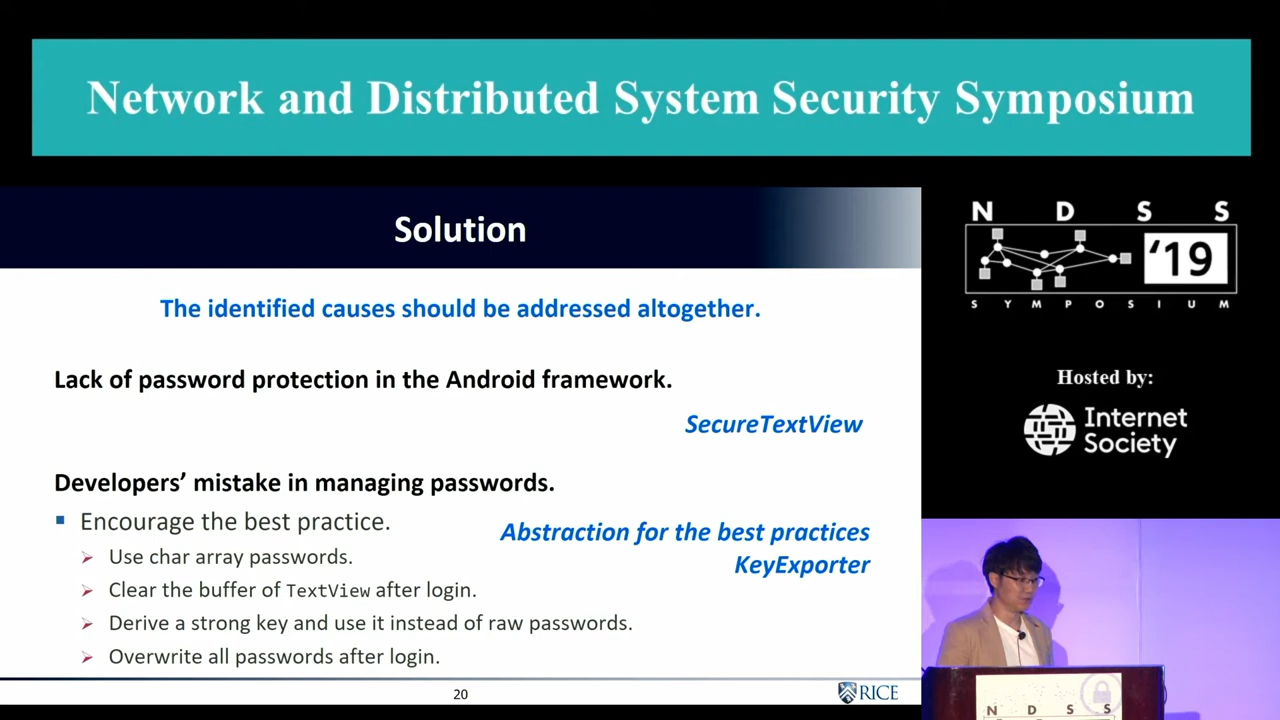 Network and Distributed System Security Symposium
Solution
The identified causes should be addressed altogether.
Lack of password protection in the Android framework.
SecureTextView
Developers’ mistake in managing passwords.
Encourage the best practice.
Abstraction for the best practices
KeyExporter
Use char array passwords.
Clear the buffer of TextView after login.
Derive a strong key and use it instead of raw passwords.
Overwrite all passwords after login.
20
RICE
N D S S
‘19
S Y M P O S I U M
Hosted by:
Internet
Society
N D S S